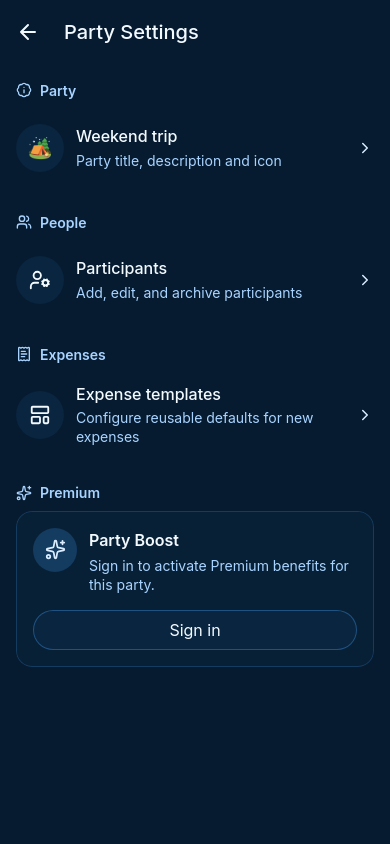 Party Settings
Party
Weekend trip
Party title, description and icon
People
Participants
Add, edit, and archive participants
Expenses
Expense templates
Configure reusable defaults for new
expenses
Premium
Party Boost
Sign in to activate Premium benefits for
this party.
Sign in